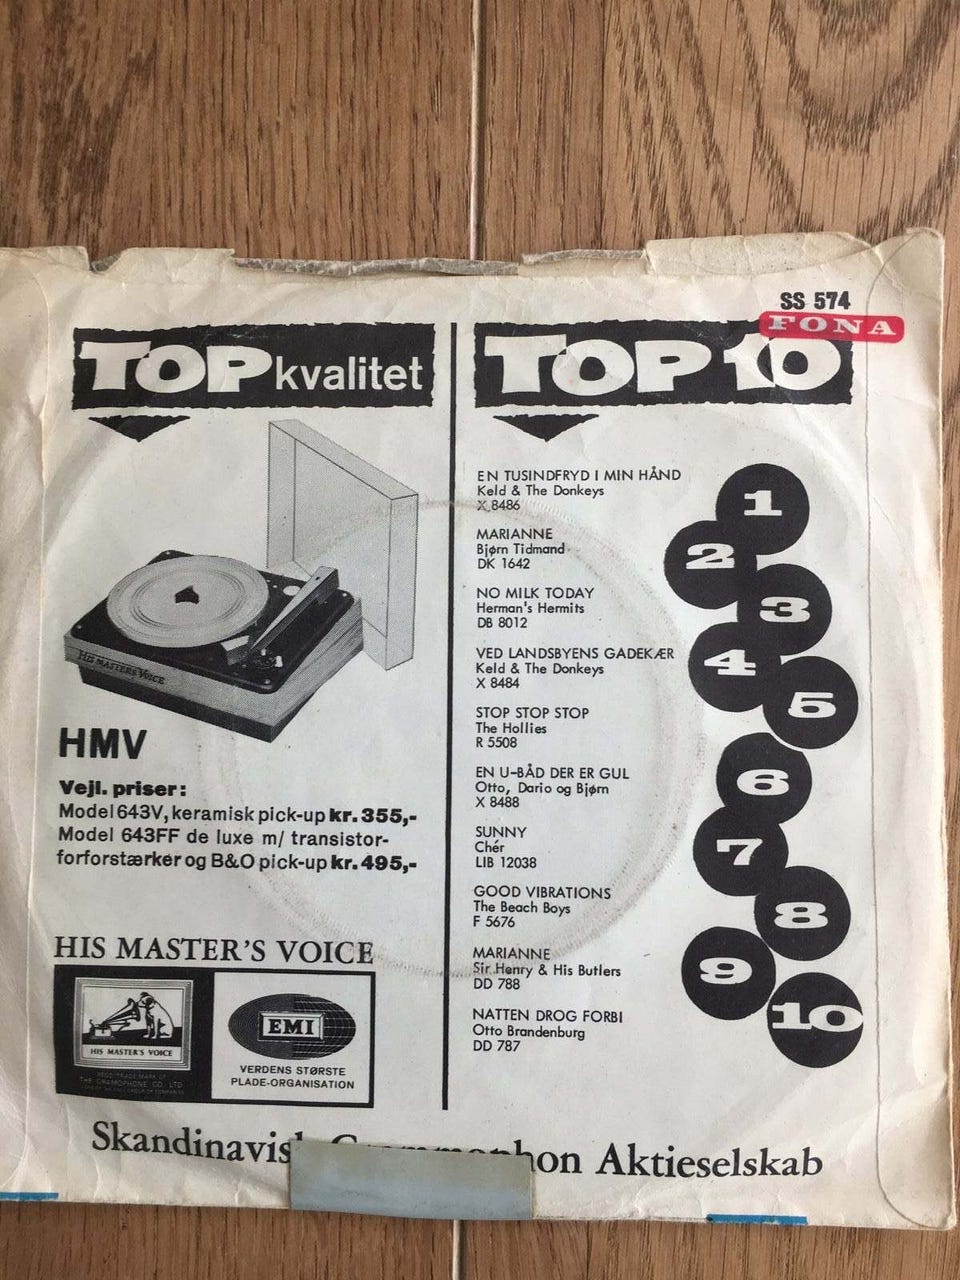 SS 574
FONA
TOP kvalitet
HIS MASTER'S VOICE
HMV
Vejl. priser:
Model 643V, keramisk pick-up kr. 355,-
Model 643FF de luxe m/ transistor-
forforstærker og B&O pick-up kr. 495,-
HIS MASTER'S VOICE
HIS MASTER'S VOICE
THE GRAMOPHONE CO. LTD
EMI
VERDENS STØRSTE
PLADE-ORGANISATION
TOP 10
EN TUSINDFRYD I MIN HÅND
Keld & The Donkeys
X 8486
1
MARIANNE
Bjørn Tidmand
DK 1642
2
NO MILK TODAY
Herman's Hermits
DB 8012
3
VED LANDSBYENS GADEKÆR
Keld & The Donkeys
X 8484
4
STOP STOP STOP
The Hollies
R 5508
5
EN U-BÅD DER ER GUL
Otto, Dario og Bjørn
X 8488
6
SUNNY
Chér
LIB 12038
7
GOOD VIBRATIONS
The Beach Boys
F 5676
8
MARIANNE
Sir Henry & His Butlers
DD 788
9
NATTEN DROG FORBI
Otto Brandenburg
DD 787
10
Aktieselskab